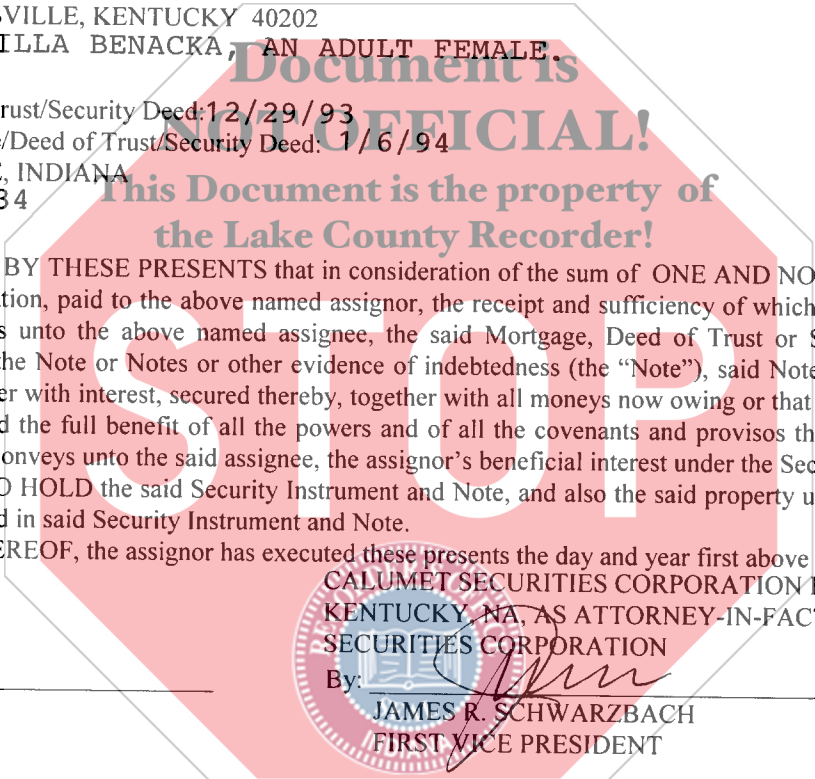 SVILLE, KENTUCKY 40202
ILLA BENACKA, AN ADULT FEMALE.
Document is
rust/Security Deed:12/29/93
NOT OFFICIAL!
/Deed of Trust/Security Deed: 1/6/94
, INDIANA
This Document is the property of
34
the Lake County Recorder!
BY THESE PRESENTS that in consideration of the sum of ONE AND NO
tion, paid to the above named assignor, the receipt and sufficiency of which
s unto the above named assignee, the said Mortgage, Deed of Trust or S
the Note or Notes or other evidence of indebtedness (the “Note”), said Note
er with interest, secured thereby, together with all moneys now owing or that
d the full benefit of all the powers and of all the covenants and provisos th
onveys unto the said assignee, the assignor's beneficial interest under the Sec
O HOLD the said Security Instrument and Note, and also the said property u
d in said Security Instrument and Note.
EREOF, the assignor has executed these presents the day and year first above
STOP
CALUMET SECURITIES CORPORATION
KENTUCKY, NA, AS ATTORNEY-IN-FACT
SECURITIES CORPORATION
By:
JAMES R. SCHWARZBACH
FIRST VICE PRESIDENT
INDIANA